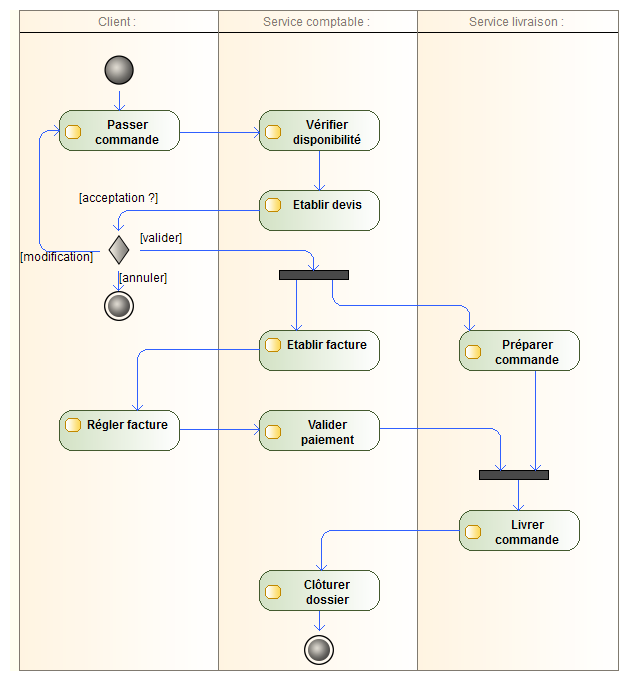 Client :
Service comptable :
Service livraison :
Passer
commande
Vérifier
disponibilité
[acceptation ?]
Etablir devis
[valider]
[modification]
[annuler]
Etablir facture
Préparer
commande
Régler facture
Valider
paiement
Livrer
commande
Clôturer
dossier